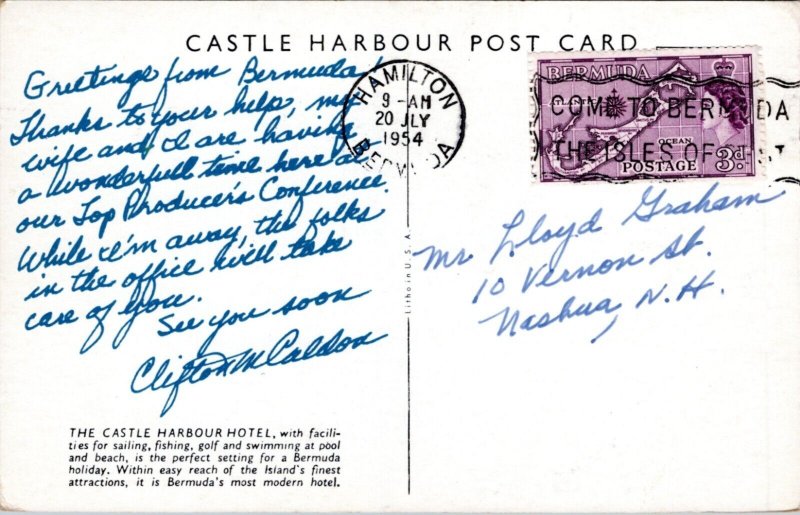 CASTLE HARBOUR POST CARD
Greetings from Bermuda!
Thanks to your help, my
wife and I are having
a wonderfull time here at
our Top Producer's Conference.
While I'm away, the folks
in the office will take
care of you.
See you soon
Clifton M Caldon
THE CASTLE HARBOUR HOTEL, with facili-
ties for sailing, fishing, golf and swimming at pool
and beach, is the perfect setting for a Bermuda
holiday. Within easy reach of the Island's finest
attractions, it is Bermuda's most modern hotel.
Litho in U.S.A.
HAMILTON
9-AM
20 JLY
1954
BERMUDA
BERMUDA
COME TO BERMUDA
THE ISLES OF
OCEAN
POSTAGE
3d
Mr Lloyd Graham
10 Vernon St.
Nashua, N.H.